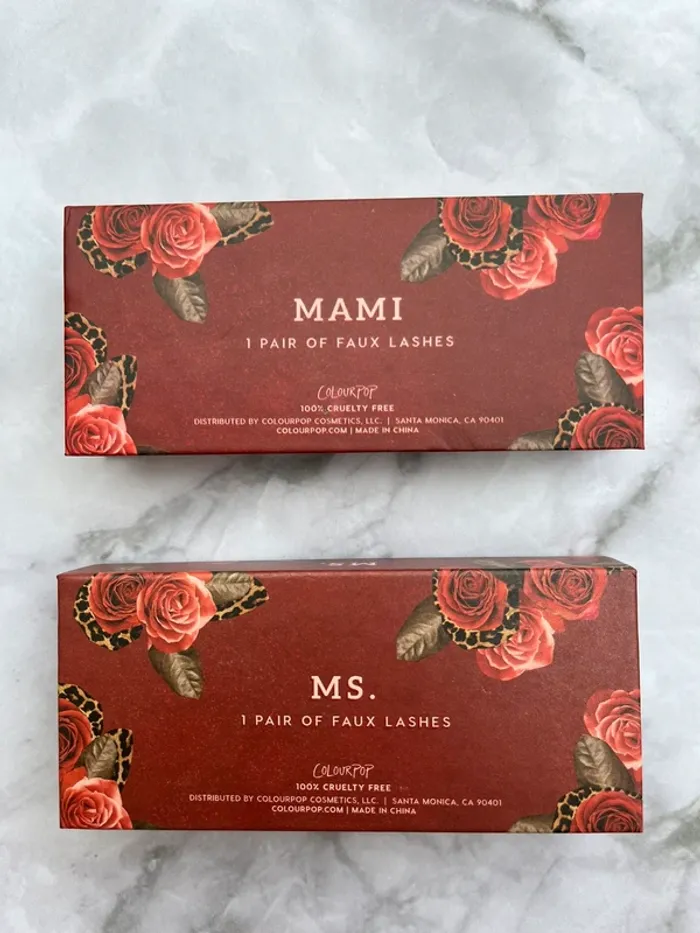 MAMI
1 PAIR OF FAUX LASHES
COLOURPOP
100% CRUELTY FREE
DISTRIBUTED BY COLOURPOP COSMETICS, LLC. | SANTA MONICA, CA 90401
COLOURPOP.COM | MADE IN CHINA
MS.
MS.
1 PAIR OF FAUX LASHES
COLOURPOP
100% CRUELTY FREE
DISTRIBUTED BY COLOURPOP COSMETICS, LLC. | SANTA MONICA, CA 90401
COLOURPOP.COM | MADE IN CHINA